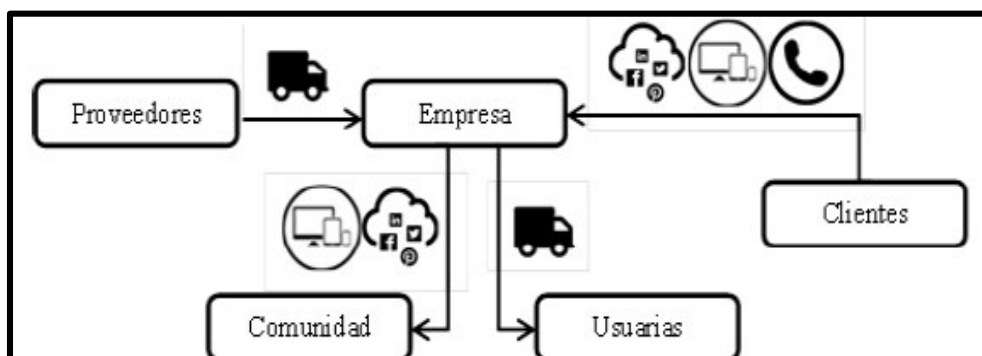 Proveedores
Empresa
Clientes
Comunidad
Usuarias